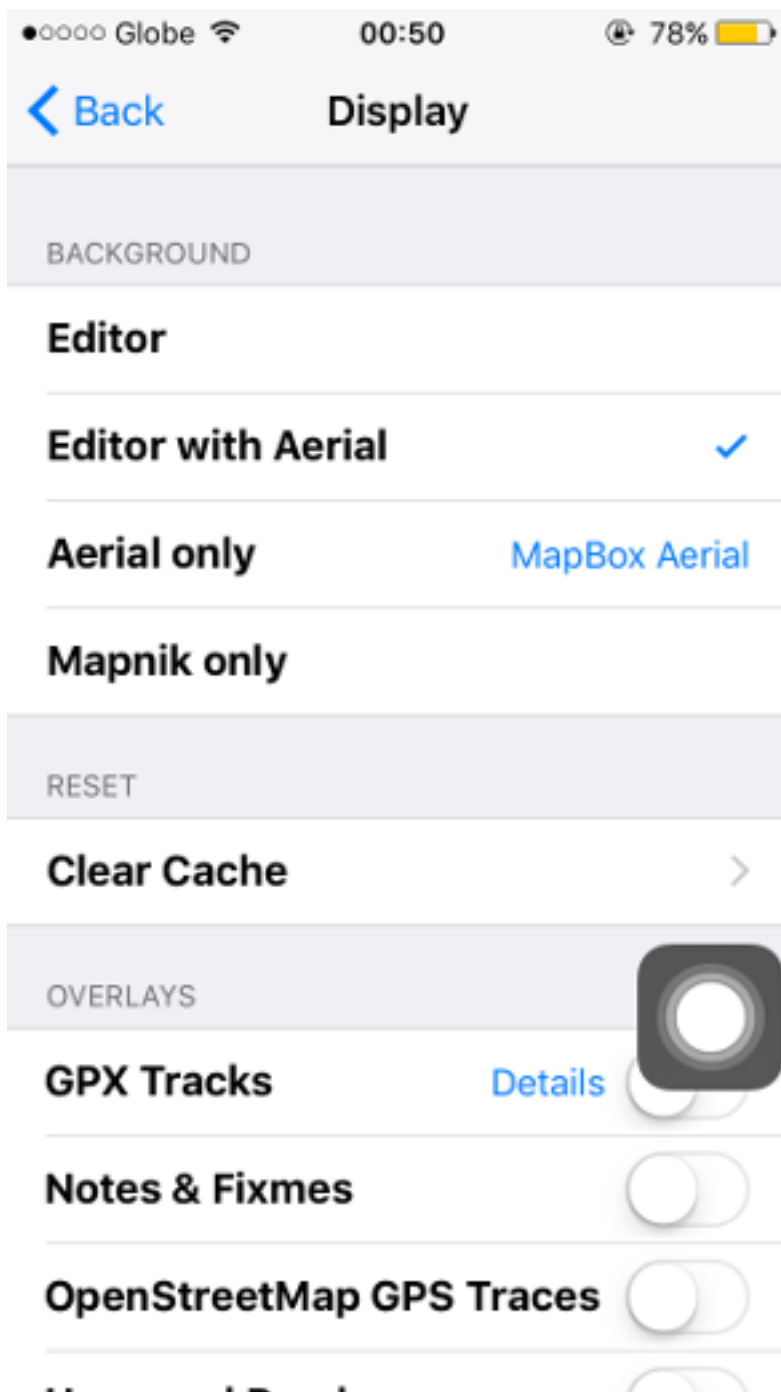 Globe 00:50 78%
Back Display
BACKGROUND
Editor
Editor with Aerial
Aerial only MapBox Aerial
Mapnik only
RESET
Clear Cache
OVERLAYS
GPX Tracks Details
Notes & Fixmes
OpenStreetMap GPS Traces